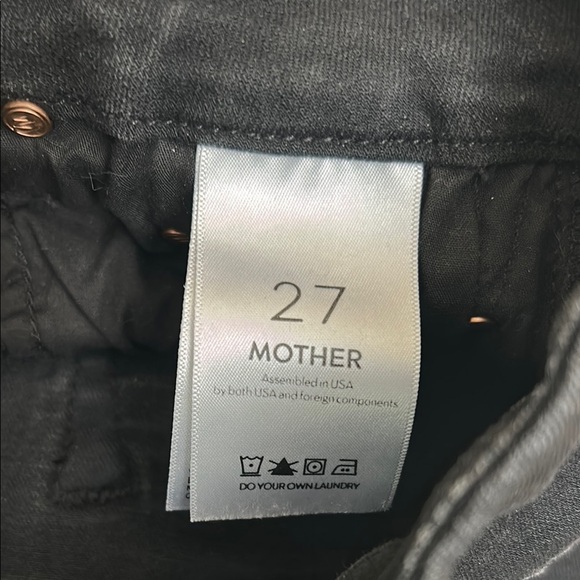 27
MOTHER
Assembled in USA
by both USA and foreign components
DO YOUR OWN LAUNDRY